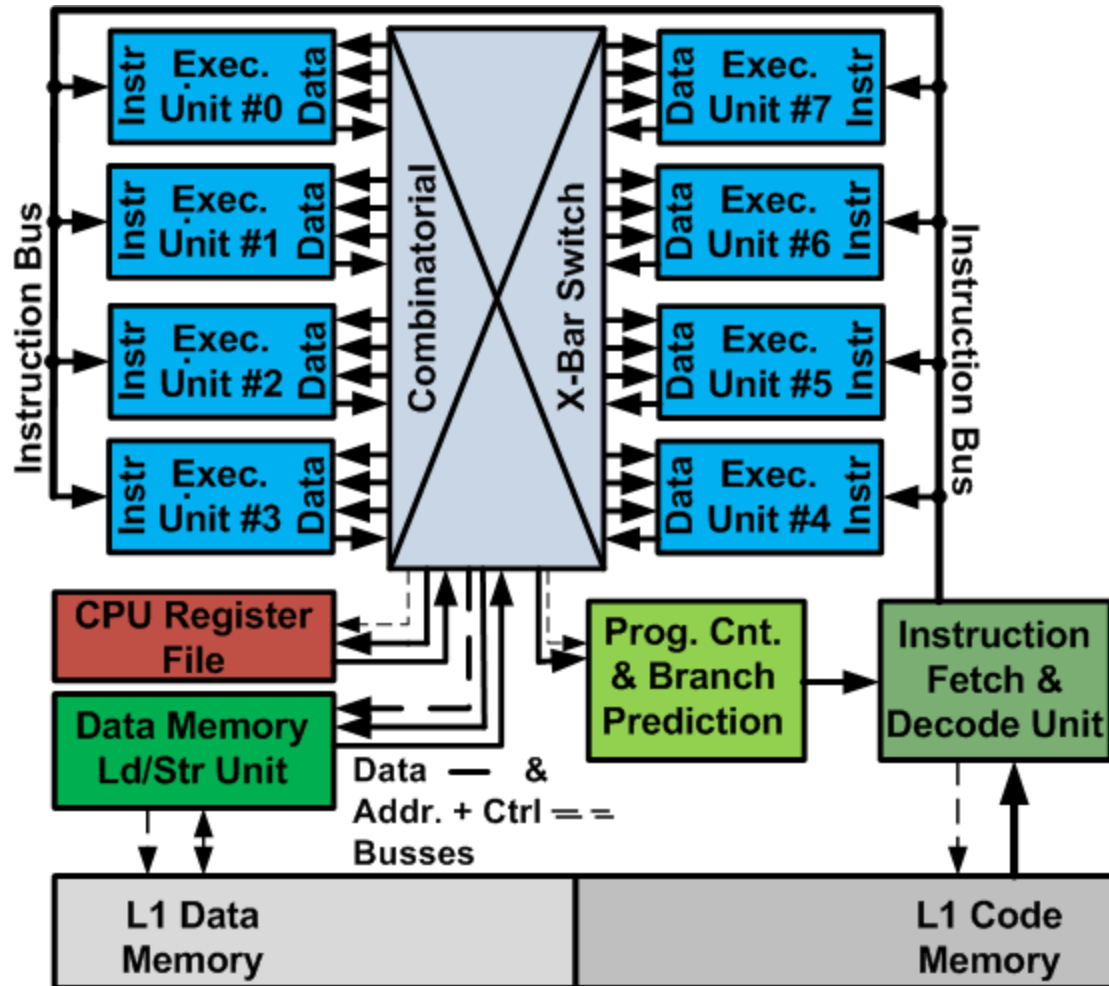 Instr
Exec.
Unit #0
Data
Data
Exec.
Unit #7
Instr
Instr
Exec.
Unit #1
Data
Data
Exec.
Unit #6
Instr
Instr
Exec.
Unit #2
Data
Data
Exec.
Unit #5
Instr
Instr
Exec.
Unit #3
Data
Data
Exec.
Unit #4
Instr
Instruction Bus
Combinatorial
X-Bar Switch
Instruction Bus
CPU Register
File
Data Memory
Ld/Str Unit
Prog. Cnt.
& Branch
Prediction
Instruction
Fetch &
Decode Unit
Data — &
Addr. + Ctrl
Busses
L1 Data
Memory
L1 Code
Memory